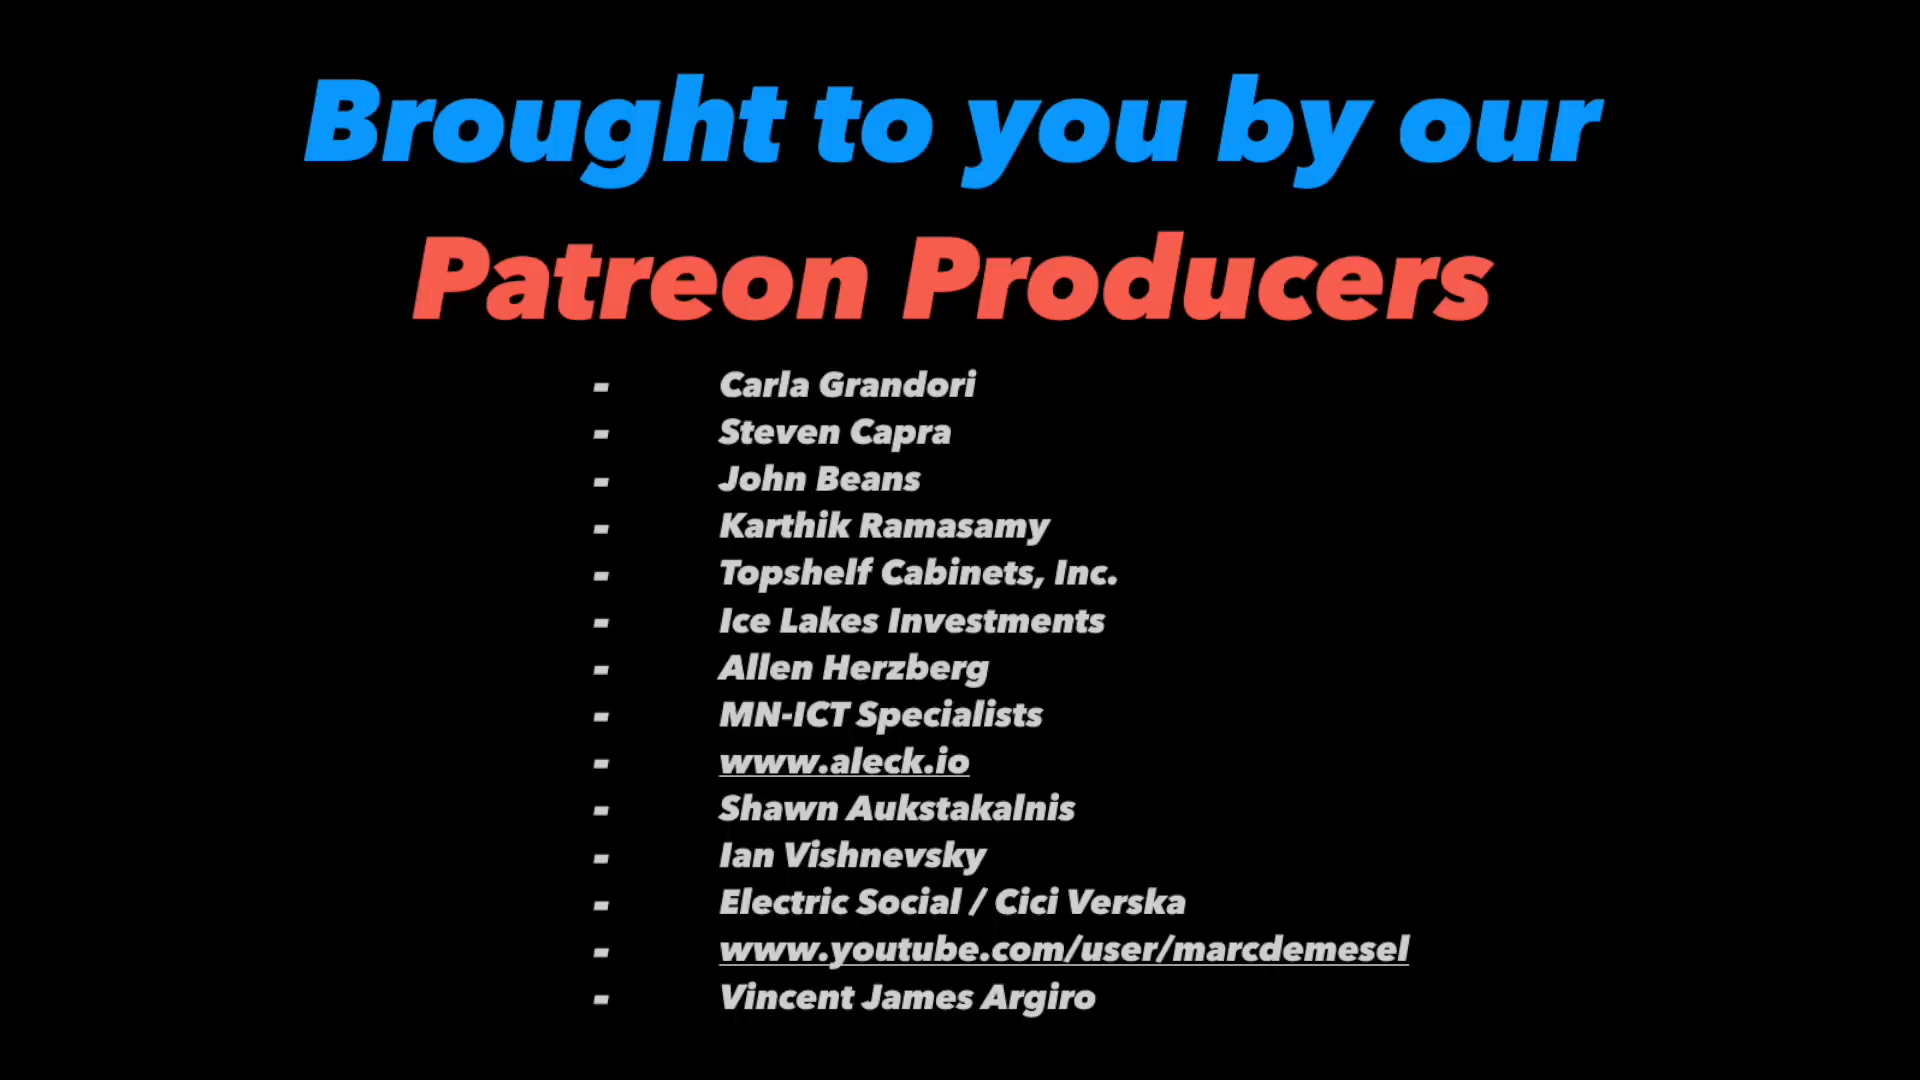 Brought to you by our
Patreon Producers
- Carla Grandori
- Steven Capra
- John Beans
- Karthik Ramasamy
- Topshelf Cabinets, Inc.
- Ice Lakes Investments
- Allen Herzberg
- MN-ICT Specialists
- www.aleck.io
- Shawn Aukstakalnis
- Ian Vishnevsky
- Electric Social / Cici Verska
- www.youtube.com/user/marcdemesel
- Vincent James Argiro